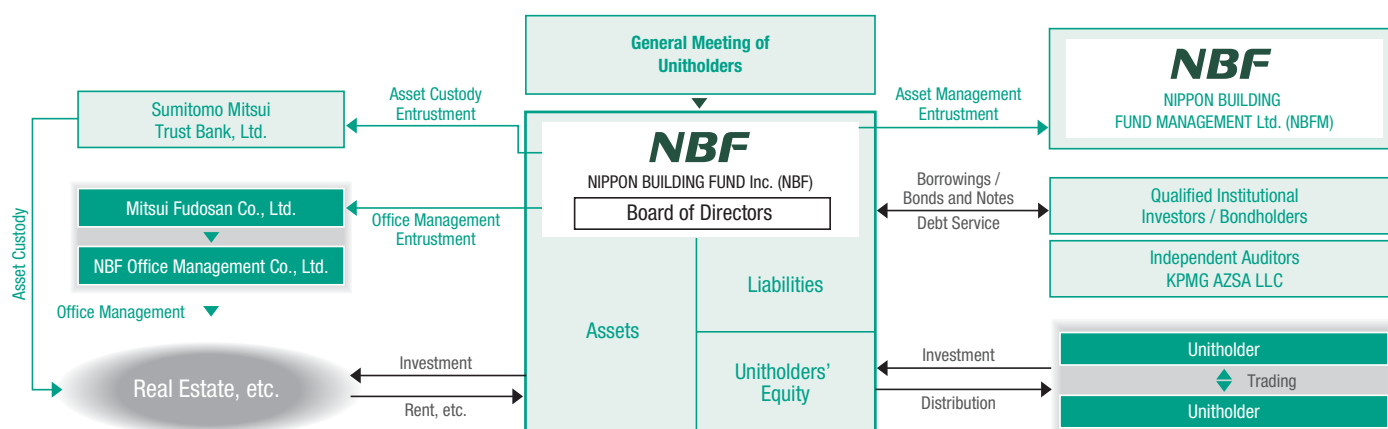 General Meeting of
Unitholders
NBF
NIPPON BUILDING
FUND MANAGEMENT Ltd. (NBFM)
Asset Custody
Entrustment
Asset Management
Entrustment
Sumitomo Mitsui
Trust Bank, Ltd.
NBF
NIPPON BUILDING FUND Inc. (NBF)
Board of Directors
Borrowings /
Bonds and Notes
Debt Service
Qualified Institutional
Investors / Bondholders
Mitsui Fudosan Co., Ltd.
NBF Office Management Co., Ltd.
Office Management
Entrustment
Asset Custody
Independent Auditors
KPMG AZSA LLC
Office Management
Assets
Liabilities
Unitholders'
Equity
Real Estate, etc.
Investment
Rent, etc.
Investment
Distribution
Unitholder
Trading
Unitholder